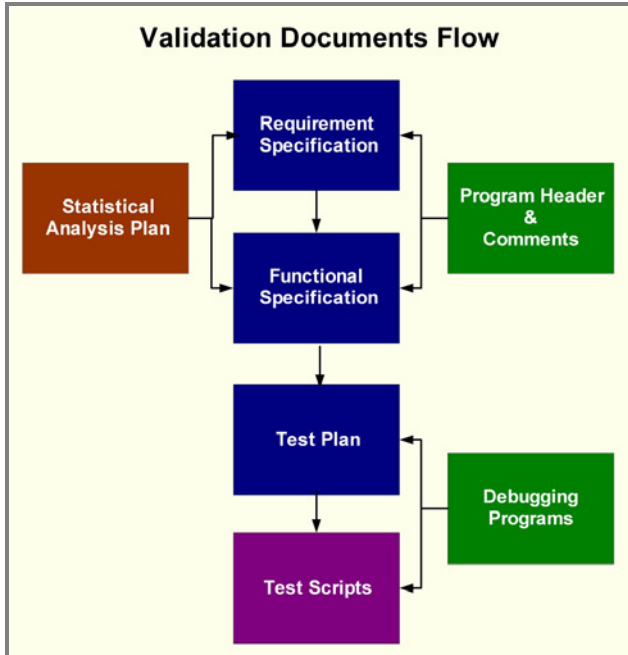 Validation Documents Flow
Requirement
Specification
Statistical
Analysis Plan
Program Header
&
Comments
Functional
Specification
Test Plan
Debugging
Programs
Test Scripts